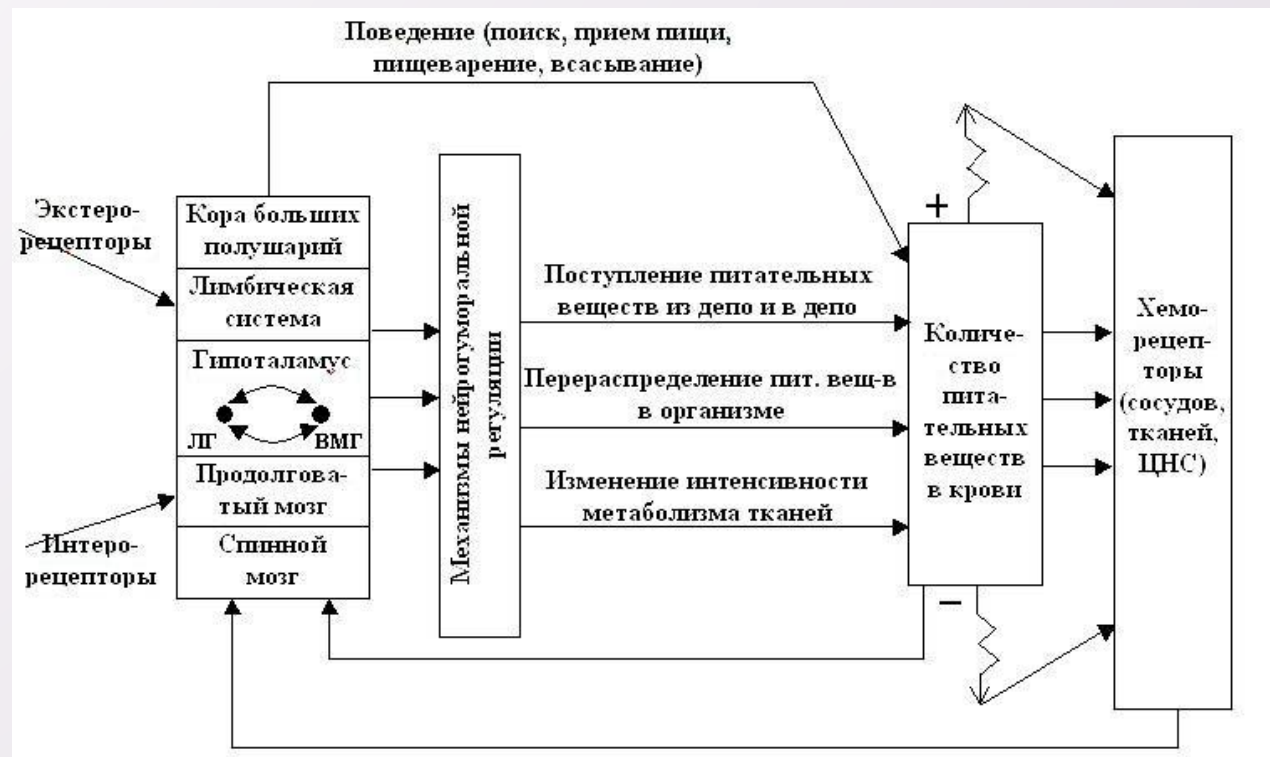 Поведение (поиск, прием пищи,
пищеварение, всасывание)
Экстеро-
рецепторы
Кора больших
полушарий
Лимбическая
система
Гипоталамус
ЛГ
ВМГ
Продолгова-
тый мозг
Спинной
мозг
Интеро-
рецепторы
Механизмы нейрогуморальной
регуляции
Поступление питательных
веществ из депо и в депо
Перераспределение пит. вещ-в
в организме
Изменение интенсивности
метаболизма тканей
+
Количе-
ство
пита-
тельных
веществ
в крови
−
Хемо-
рецеп-
торы
(сосудов,
тканей,
ЦНС)